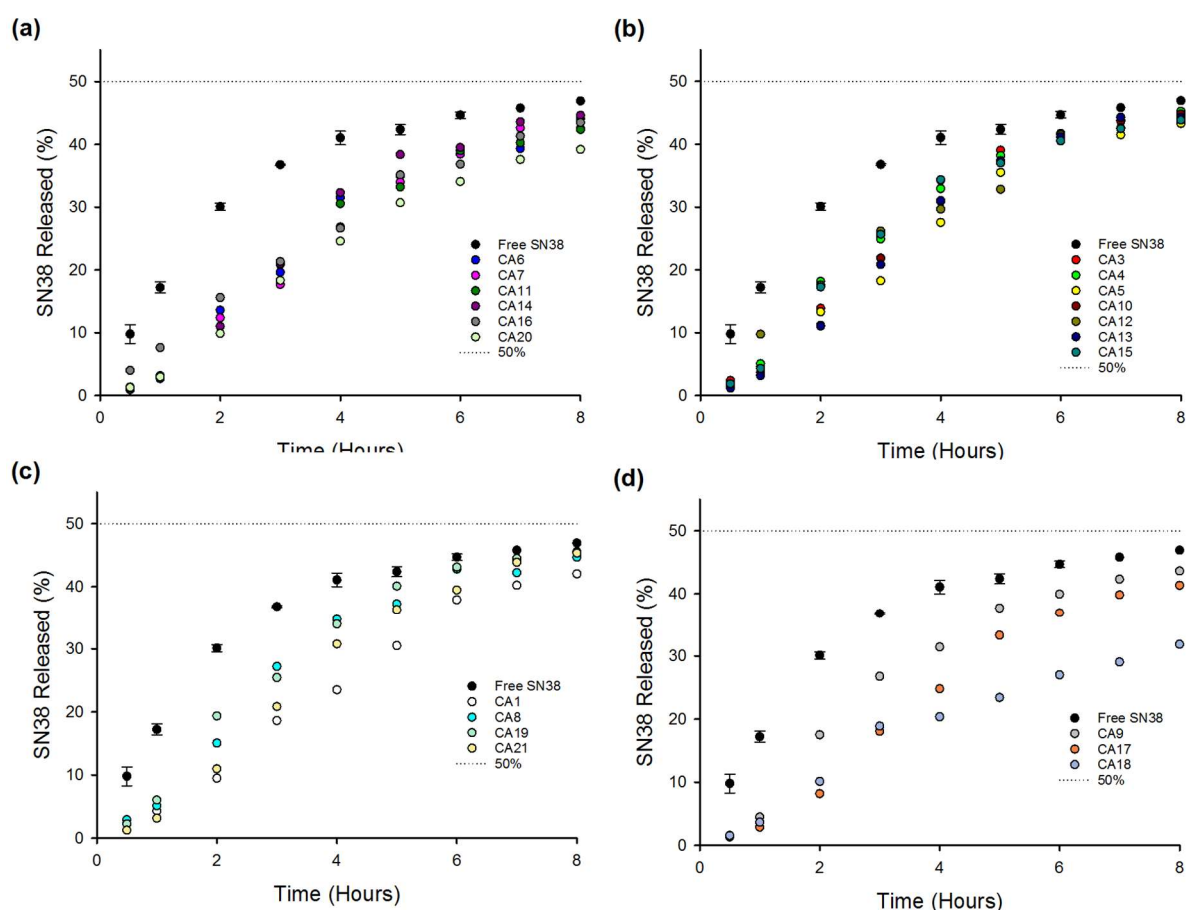 (a)
SN38 Released (%)
50
40
30
20
10
0
0 2 4 6 8
Time (Hours)
Free SN38
CA6
CA7
CA11
CA14
CA16
CA20
50%
(b)
SN38 Released (%)
50
40
30
20
10
0
0 2 4 6 8
Time (Hours)
Free SN38
CA3
CA4
CA5
CA10
CA12
CA13
CA15
50%
(c)
SN38 Released (%)
50
40
30
20
10
0
0 2 4 6 8
Time (Hours)
Free SN38
CA1
CA8
CA19
CA21
50%
(d)
SN38 Released (%)
50
40
30
20
10
0
0 2 4 6 8
Time (Hours)
Free SN38
CA9
CA17
CA18
50%